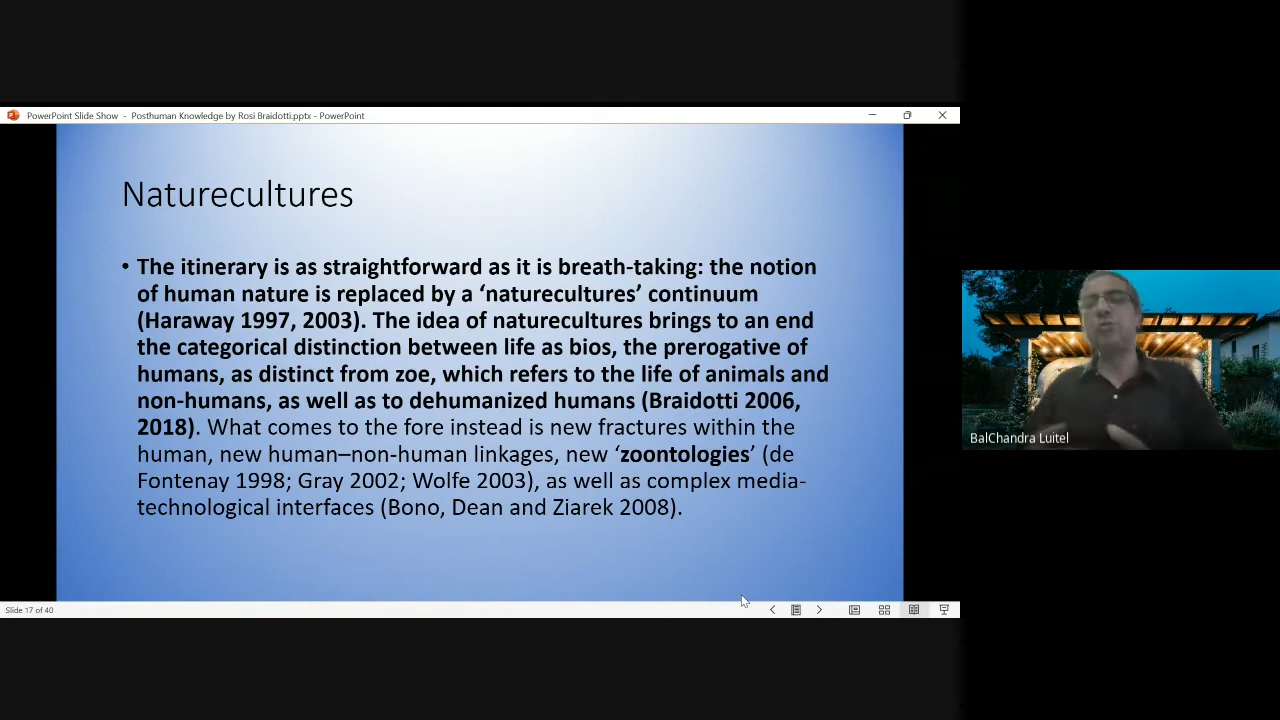 PowerPoint Slide Show - Posthuman Knowledge by Rosi Braidotti.pptx - PowerPoint
Naturecultures
• The itinerary is as straightforward as it is breath-taking: the notion
of human nature is replaced by a ‘naturecultures’ continuum
(Haraway 1997, 2003). The idea of naturecultures brings to an end
the categorical distinction between life as bios, the prerogative of
humans, as distinct from zoe, which refers to the life of animals and
non-humans, as well as to dehumanized humans (Braidotti 2006,
2018). What comes to the fore instead is new fractures within the
human, new human–non-human linkages, new ‘zoontologies’ (de
Fontenay 1998; Gray 2002; Wolfe 2003), as well as complex media-
technological interfaces (Bono, Dean and Ziarek 2008).
BalChandra Luitel
Slide 17 of 40